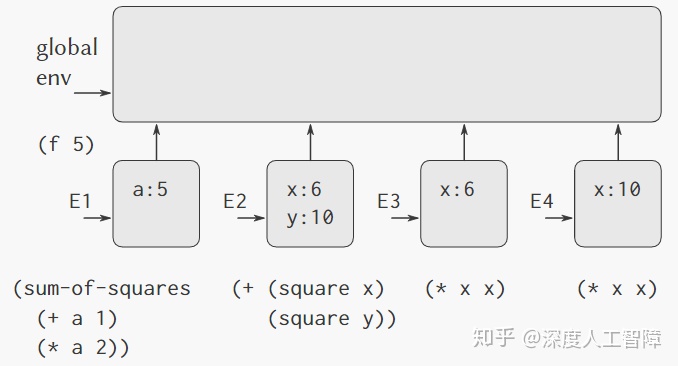 global
env
(f 5)
E1
a:5
E2
x:6
y:10
E3
x:6
E4
x:10
(sum-of-squares
(+ a 1)
(* a 2))
(+ (square x)
(square y))
(* x x)
(* x x)
知乎 @深度人工智障